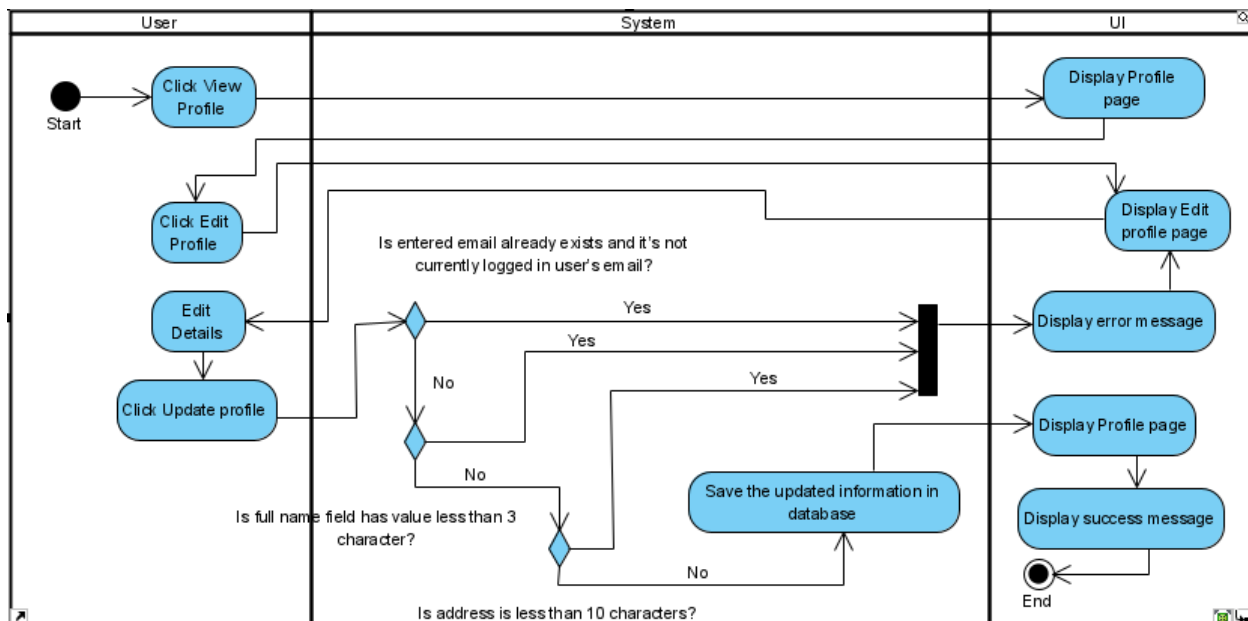 User
System
UI
Click View
Profile
Display Profile
page
Start
Click Edit
Profile
Display Edit
profile page
Is entered email already exists and it's not
currently logged in user's email?
Edit
Details
Yes
Display error message
Yes
No
Yes
Click Update profile
Display Profile page
No
Save the updated information in
database
Is full name field has value less than 3
character?
Display success message
No
End
Is address is less than 10 characters?